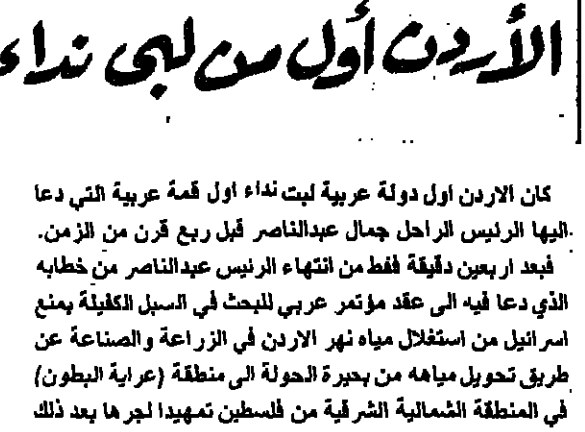 الأردن أول من لبى نداء
كان الاردن اول دولة عربية لبت نداء اول قمة عربية التي دعا
اليها الرئيس الراحل جمال عبدالناصر قبل ربع قرن من الزمن.
فبعد اربعين دقيقة فقط من انتهاء الرئيس عبدالناصر من خطابه
الذي دعا فيه الى عقد مؤتمر عربي للبحث في السبل الكفيلة بمنع
اسرائيل من استغلال مياه نهر الاردن في الزراعة والصناعة عن
طريق تحويل مياهه من بحيرة الحولة الى منطقة (عراية البطون)
في المنطقة الشمالية الشرقية من فلسطين تمهيدا لجرها بعد ذلك